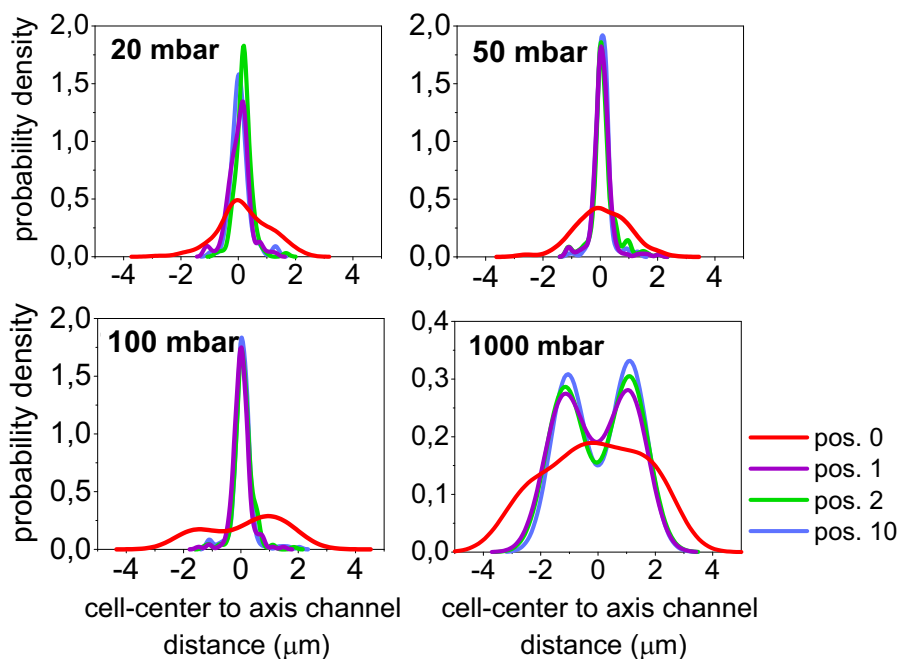 probability density
2,0
1,5
1,0
0,5
0,0
20 mbar
-4 -2 0 2 4
2,0
1,5
1,0
0,5
0,0
50 mbar
-4 -2 0 2 4
probability density
2,0
1,5
1,0
0,5
0,0
100 mbar
-4 -2 0 2 4
cell-center to axis channel
distance (μm)
0,4
0,3
0,2
0,1
0,0
1000 mbar
-4 -2 0 2 4
cell-center to axis channel
distance (μm)
pos. 0
pos. 1
pos. 2
pos. 10